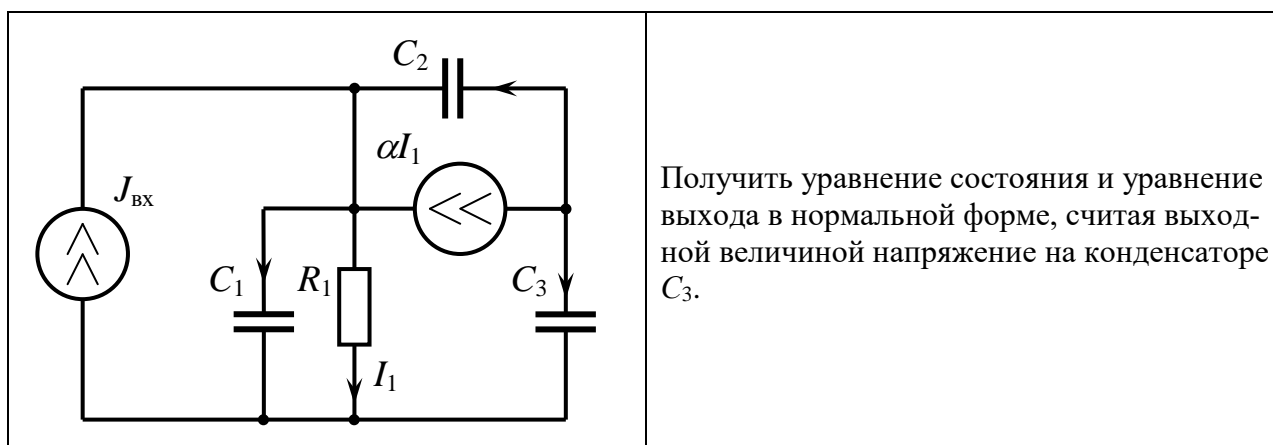 C₂
αI₁
J_вх
C₁
R₁
C₃
I₁
Получить уравнение состояния и уравнение
выхода в нормальной форме, считая выход-
ной величиной напряжение на конденсаторе
C₃.